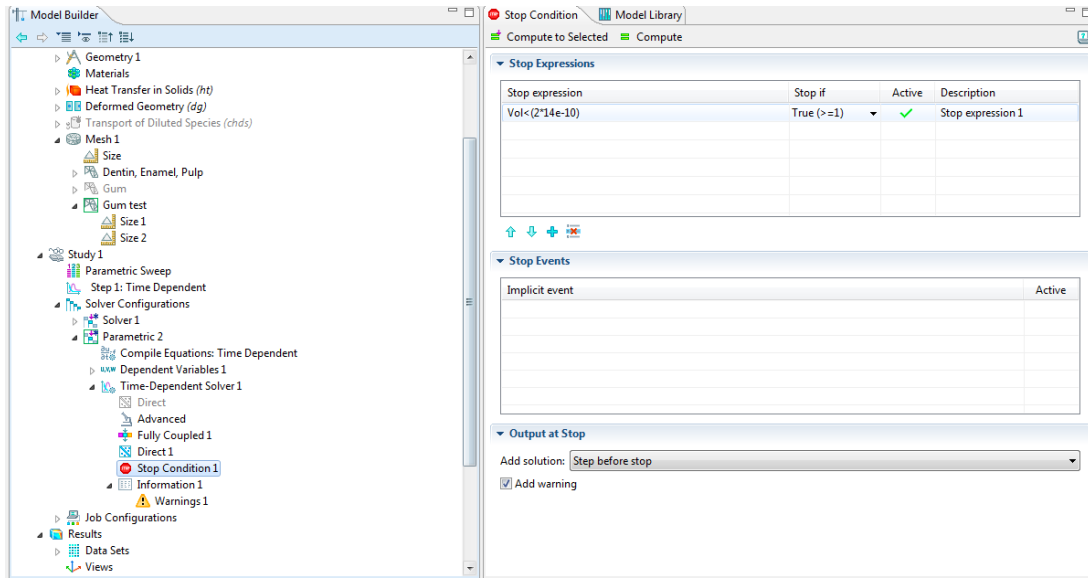 Model Builder
Geometry 1
Materials
Heat Transfer in Solids (ht)
Deformed Geometry (dg)
Transport of Diluted Species (chds)
Mesh 1
Size
Dentin, Enamel, Pulp
Gum
Gum test
Size 1
Size 2
Study 1
Parametric Sweep
Step 1: Time Dependent
Solver Configurations
Solver 1
Parametric 2
Compile Equations: Time Dependent
Dependent Variables 1
Time-Dependent Solver 1
Direct
Advanced
Fully Coupled 1
Direct 1
Stop Condition 1
Information 1
Warnings 1
Job Configurations
Results
Data Sets
Views
Stop Condition Model Library
Compute to Selected Compute
Stop Expressions
Stop expression Stop if Active Description
Vol<(2*14e-10) True (>=1) Stop expression 1
Stop Events
Implicit event Active
Output at Stop
Add solution: Step before stop
Add warning